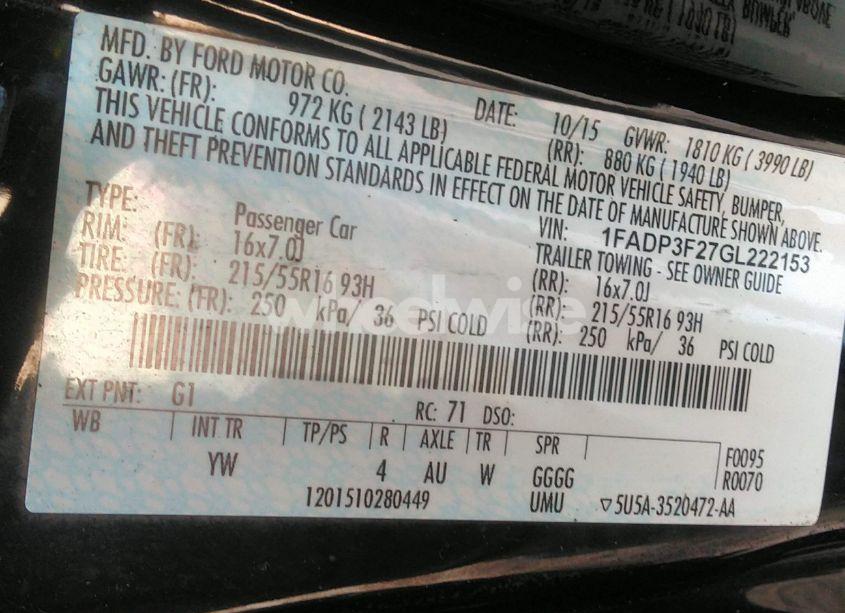 MFD. BY FORD MOTOR CO.
DATE: 10/15 GVWR: 1810 KG ( 3990 LB)
GAWR: (FR): 972 KG ( 2143 LB) (RR): 880 KG ( 1940 LB)
THIS VEHICLE CONFORMS TO ALL APPLICABLE FEDERAL MOTOR VEHICLE SAFETY, BUMPER,
AND THEFT PREVENTION STANDARDS IN EFFECT ON THE DATE OF MANUFACTURE SHOWN ABOVE.
VIN: 1FADP3F27GL222153
TYPE: Passenger Car TRAILER TOWING - SEE OWNER GUIDE
RIM: (FR): 16x7.0J (RR): 16x7.0J
TIRE: (FR): 215/55R16 93H (RR): 215/55R16 93H
PRESSURE: (FR): 250 kPa/ 36 PSI COLD (RR): 250 kPa/ 36 PSI COLD
wheelwise
EXT PNT: G1 RC: 71 DSO:
WB INT TR TP/PS R AXLE TR SPR F0095
YW 4 AU W GGGG R0070
1201510280449 UMU ▽5U5A-3520472-AA